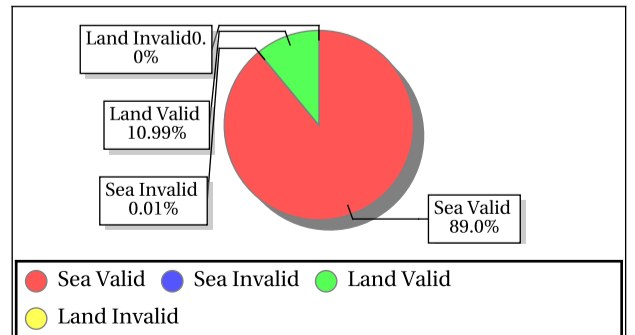 Land Invalid0.
0%
Land Valid
10.99%
Sea Invalid
0.01%
Sea Valid
89.0%
Sea Valid Sea Invalid Land Valid
Land Invalid